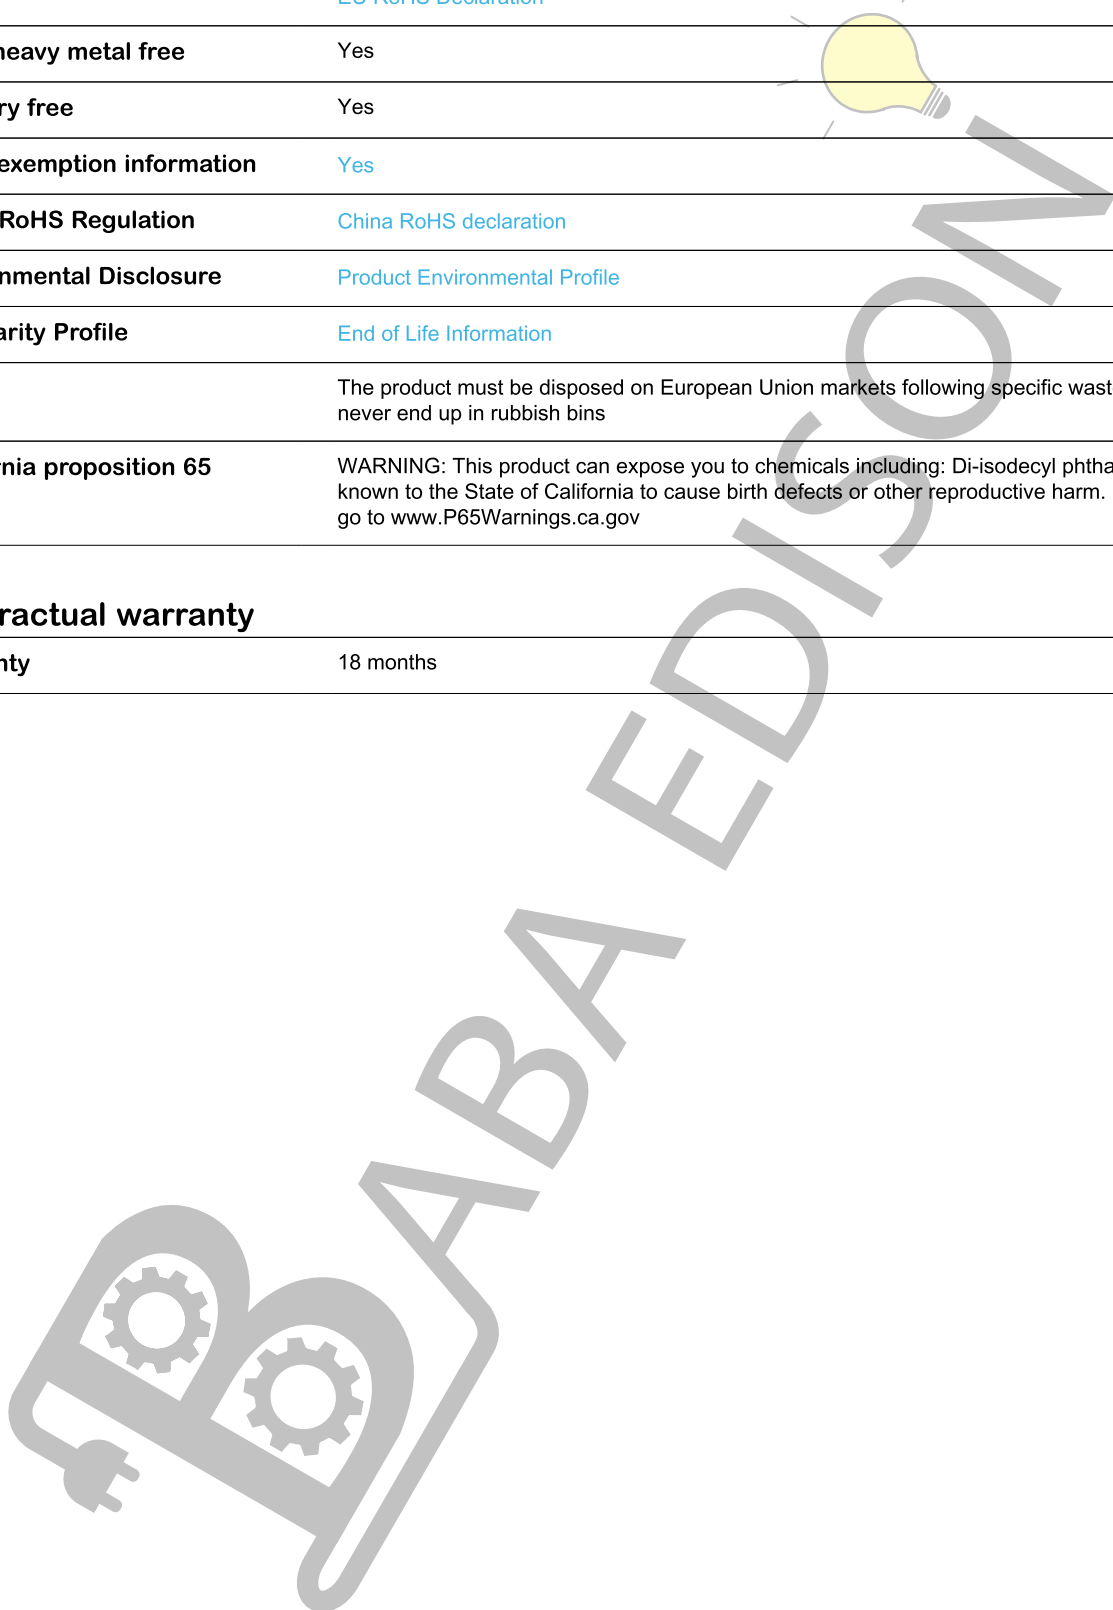 EU RoHS Declaration
heavy metal free Yes
ry free Yes
exemption information Yes
RoHS Regulation China RoHS declaration
nmental Disclosure Product Environmental Profile
arity Profile End of Life Information
The product must be disposed on European Union markets following specific wast
never end up in rubbish bins
rnia proposition 65 WARNING: This product can expose you to chemicals including: Di-isodecyl phtha
known to the State of California to cause birth defects or other reproductive harm.
go to www.P65Warnings.ca.gov
ractual warranty
nty 18 months
BABA EDISON